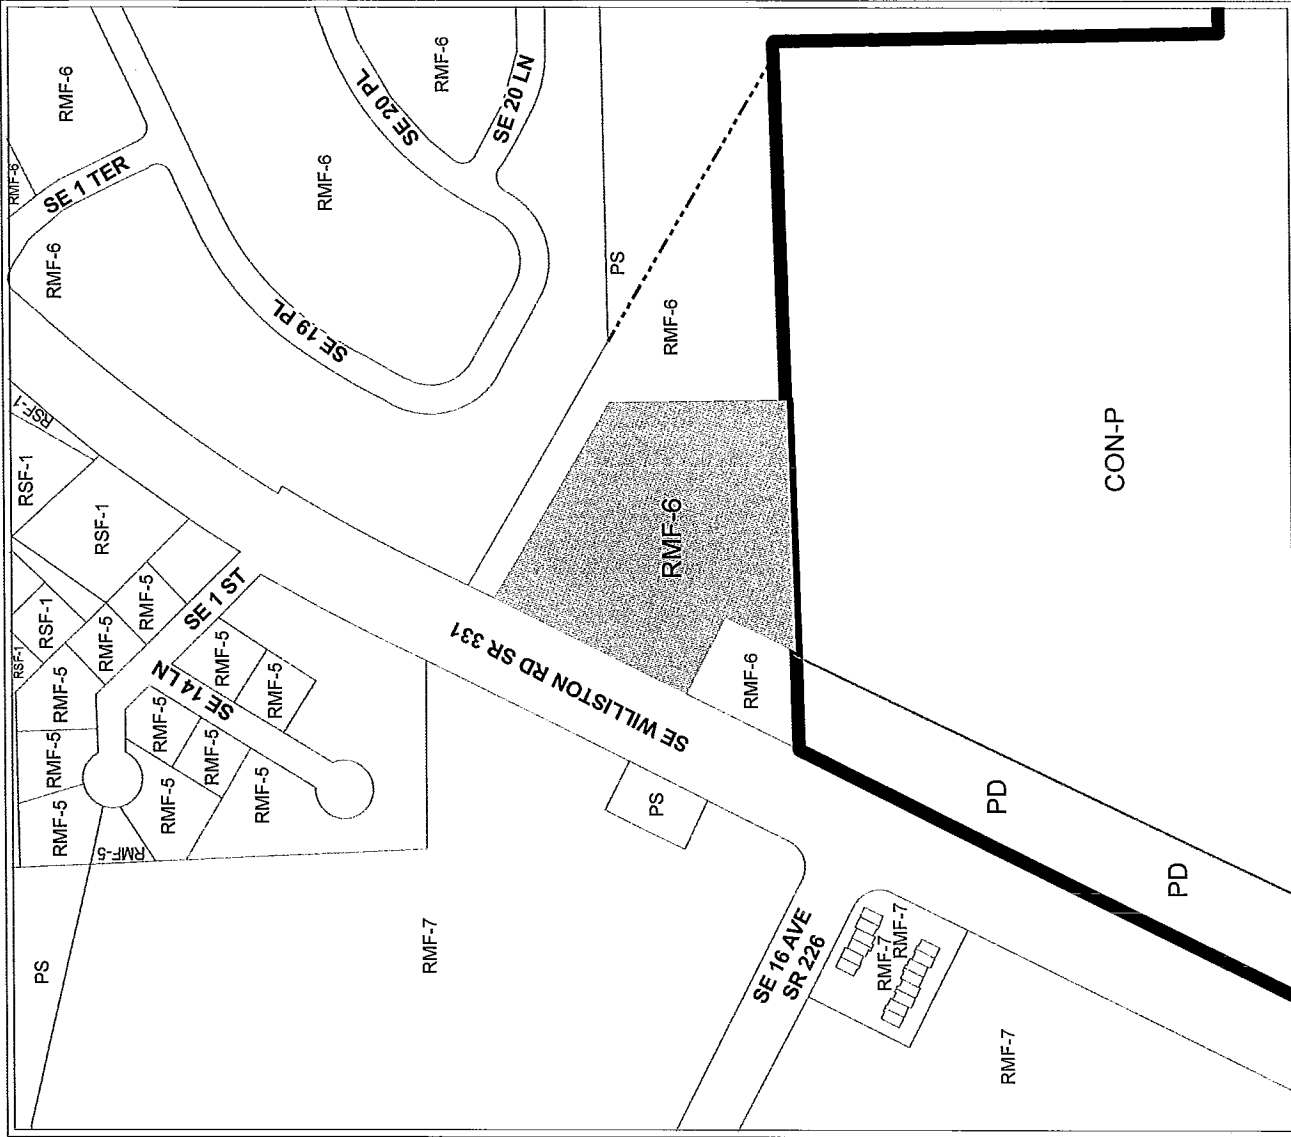 RMF-6
RMF-6
RMF-6
SE 1 TER
RMF-6
SE 20 PL
SE 20 LN
RMF-6
RMF-6
SE 19 PL
PS
RMF-6
RSF-1
RSF-1
RSF-1
RSF-1
RSF-1
RMF-5
RMF-5
SE 1 ST
RMF-5
RMF-5
RMF-5
RMF-5
RMF-5
SE 14 LN
RMF-5
RMF-5
RMF-5
RMF-5
RMF-5
PS
RMF-7
SE WILLISTON RD SR 331
RMF-6
RMF-6
PS
CON-P
PD
PD
SE 16 AVE
SR 226
RMF-7
RMF-7
RMF-7